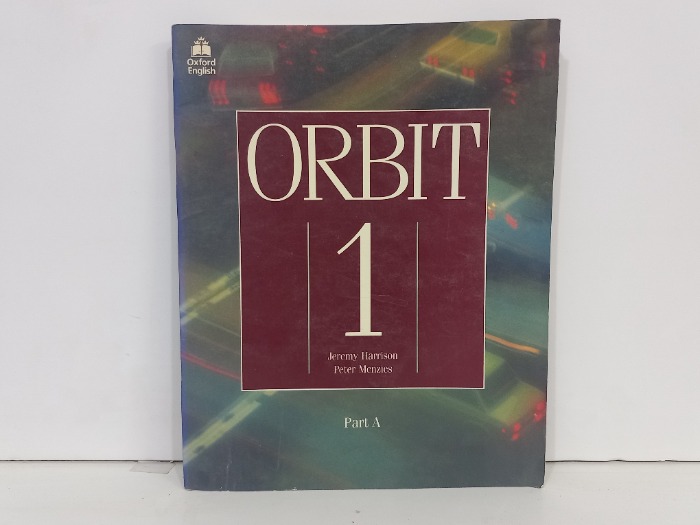 Oxford
English
ORBIT
1
Jeremy Harrison
Peter Menzies
Part A